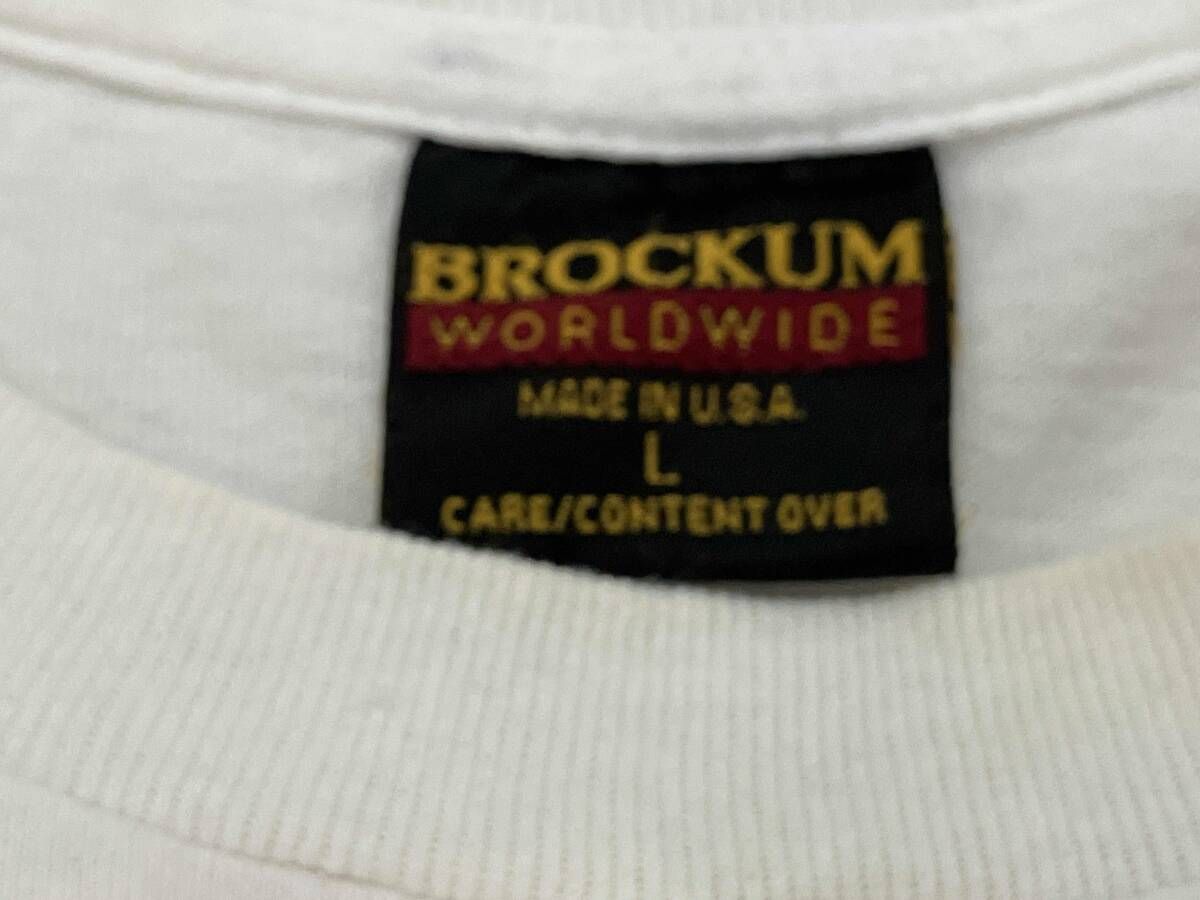 BROCKUM
WORLDWIDE
MADE IN U.S.A.
L
CARE/CONTENT OVER